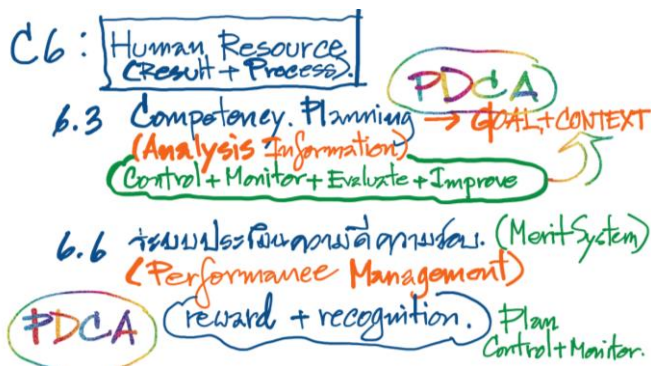 C6: Human Resource
(Result + Process).
PDCA
6.3 Competency Planning → GOAL+CONTEXT
(Analysis Information)
Control + Monitor + Evaluate + Improve
6.6 ระบบประเมินความดีความชอบ. (Merit System)
(Performance Management)
PDCA
reward + recognition.
Plan
Control + Monitor.